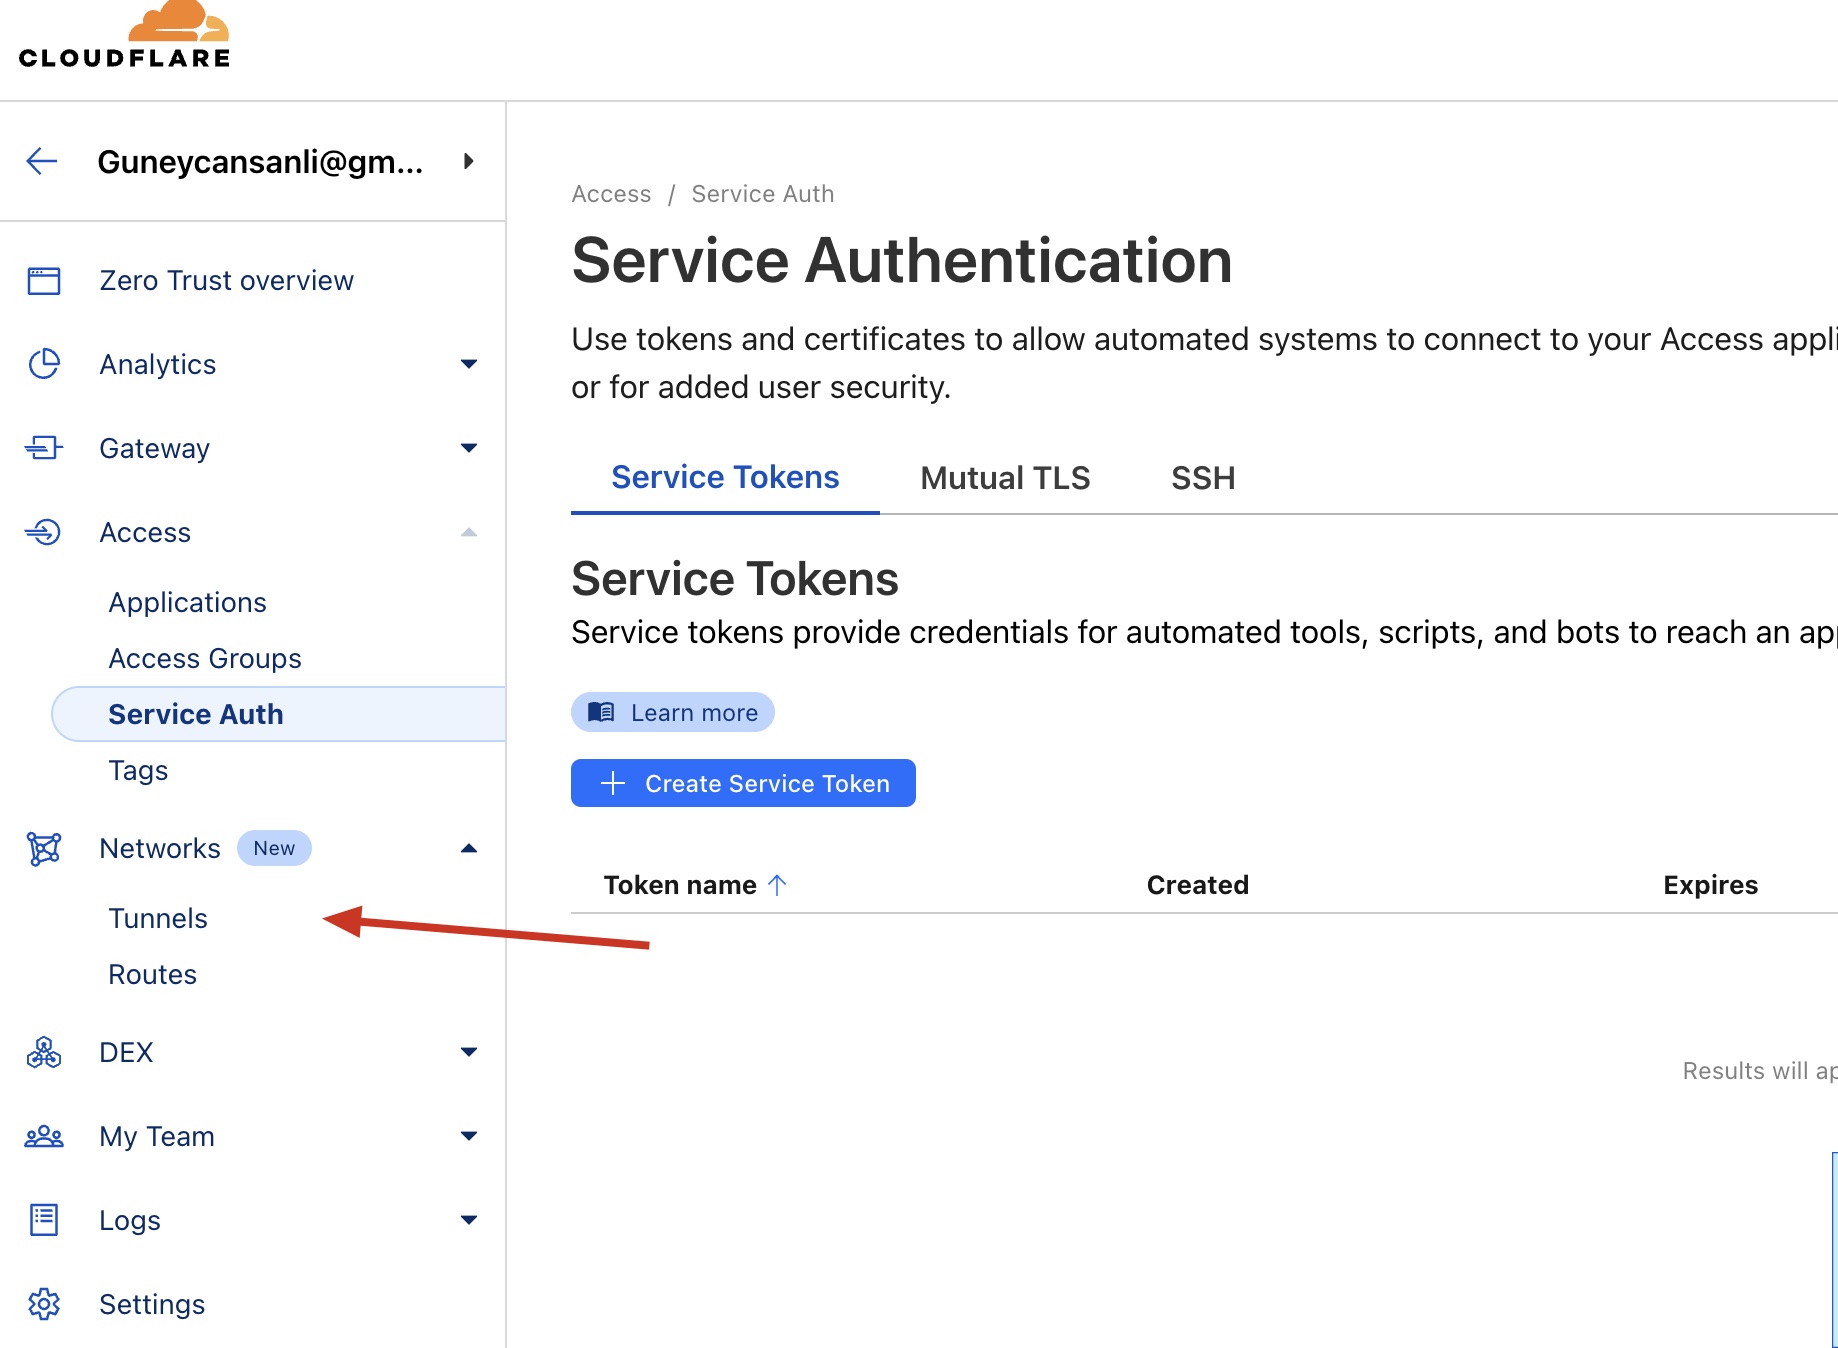 CLOUDFLARE
Guneycansanli@gm...
Zero Trust overview
Analytics
Gateway
Access
Applications
Access Groups
Service Auth
Tags
Networks New
Tunnels
Routes
DEX
My Team
Logs
Settings
Access / Service Auth
Service Authentication
Use tokens and certificates to allow automated systems to connect to your Access appli
or for added user security.
Service Tokens Mutual TLS SSH
Service Tokens
Service tokens provide credentials for automated tools, scripts, and bots to reach an ap
Learn more
+ Create Service Token
Token name ↑ Created Expires
Results will ap